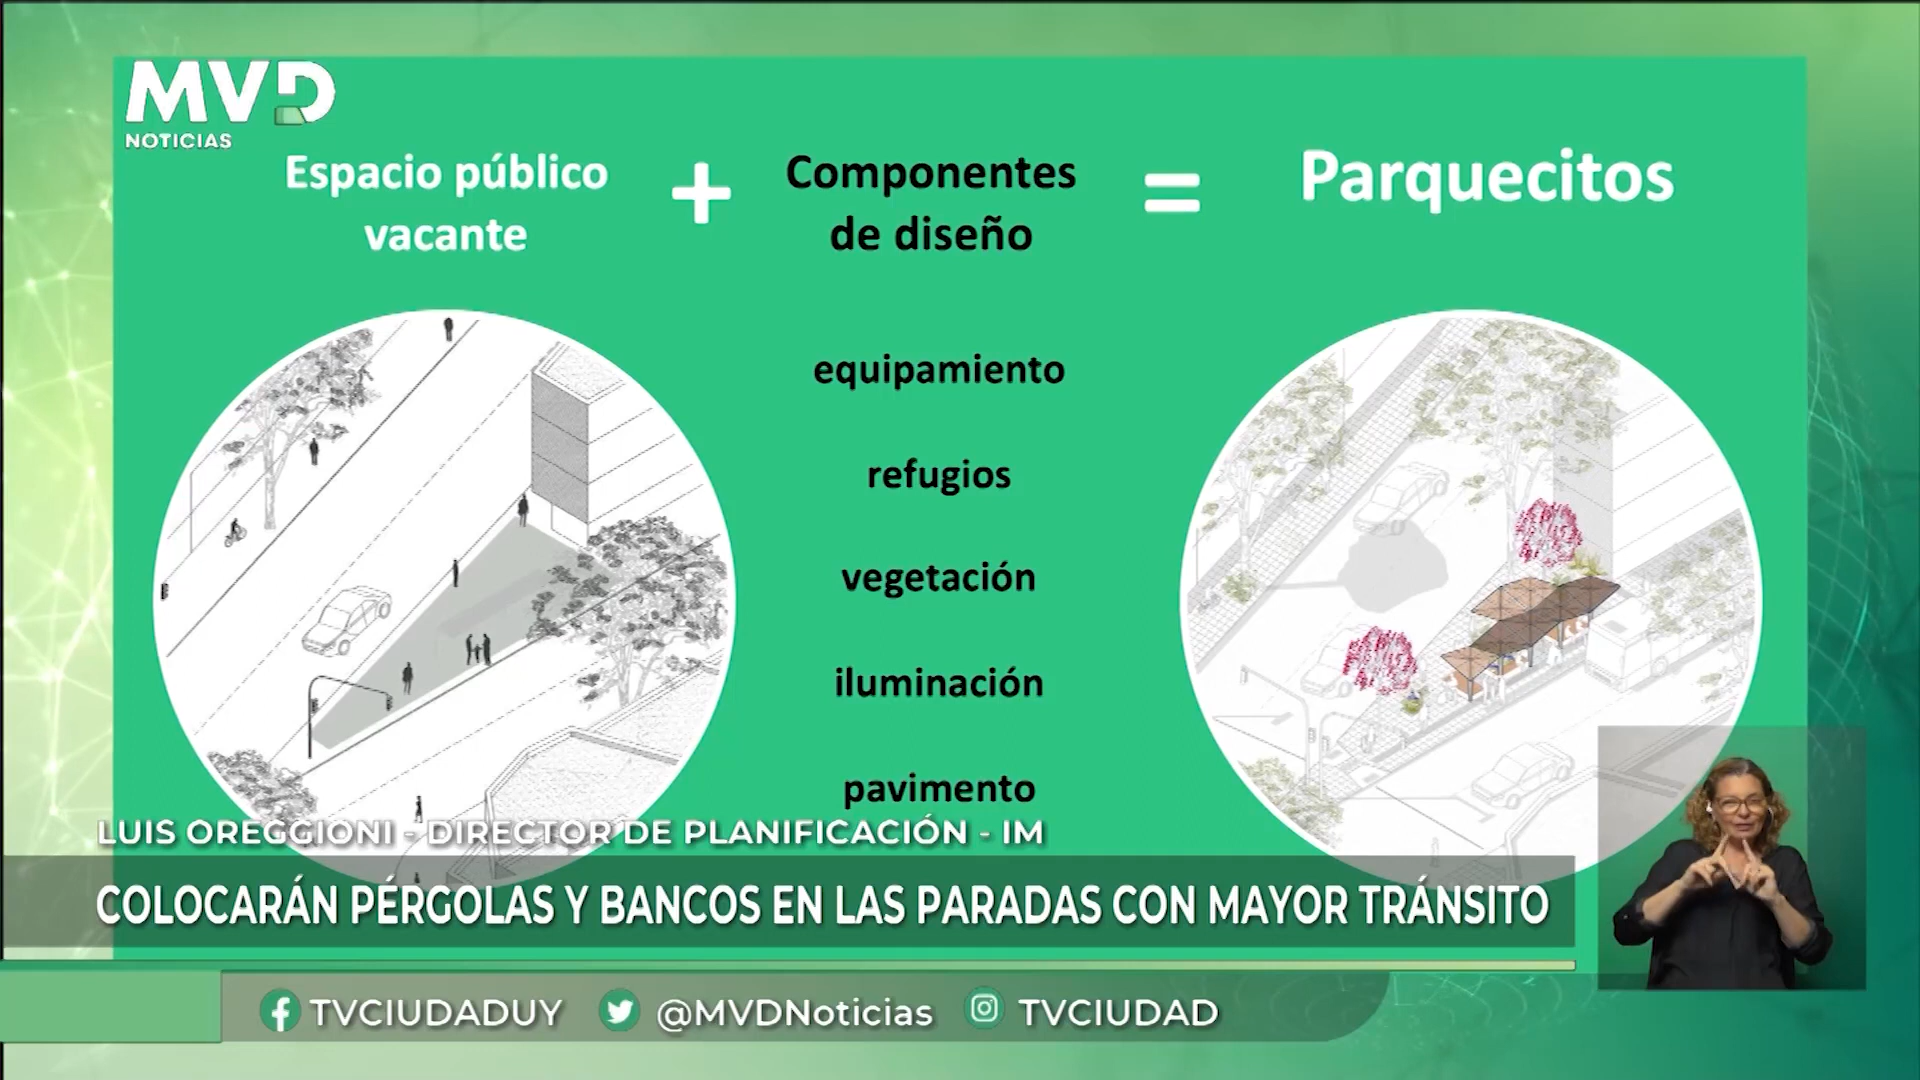 MVD
NOTICIAS
Espacio público
vacante
+
Componentes
de diseño
=
Parquecitos
equipamiento
refugios
vegetación
iluminación
pavimento
LUIS OREGGIONI - DIRECTOR DE PLANIFICACIÓN - IM
COLOCARÁN PÉRGOLAS Y BANCOS EN LAS PARADAS CON MAYOR TRÁNSITO
TVCIUDADUY @MVDNoticias TVCIUDAD